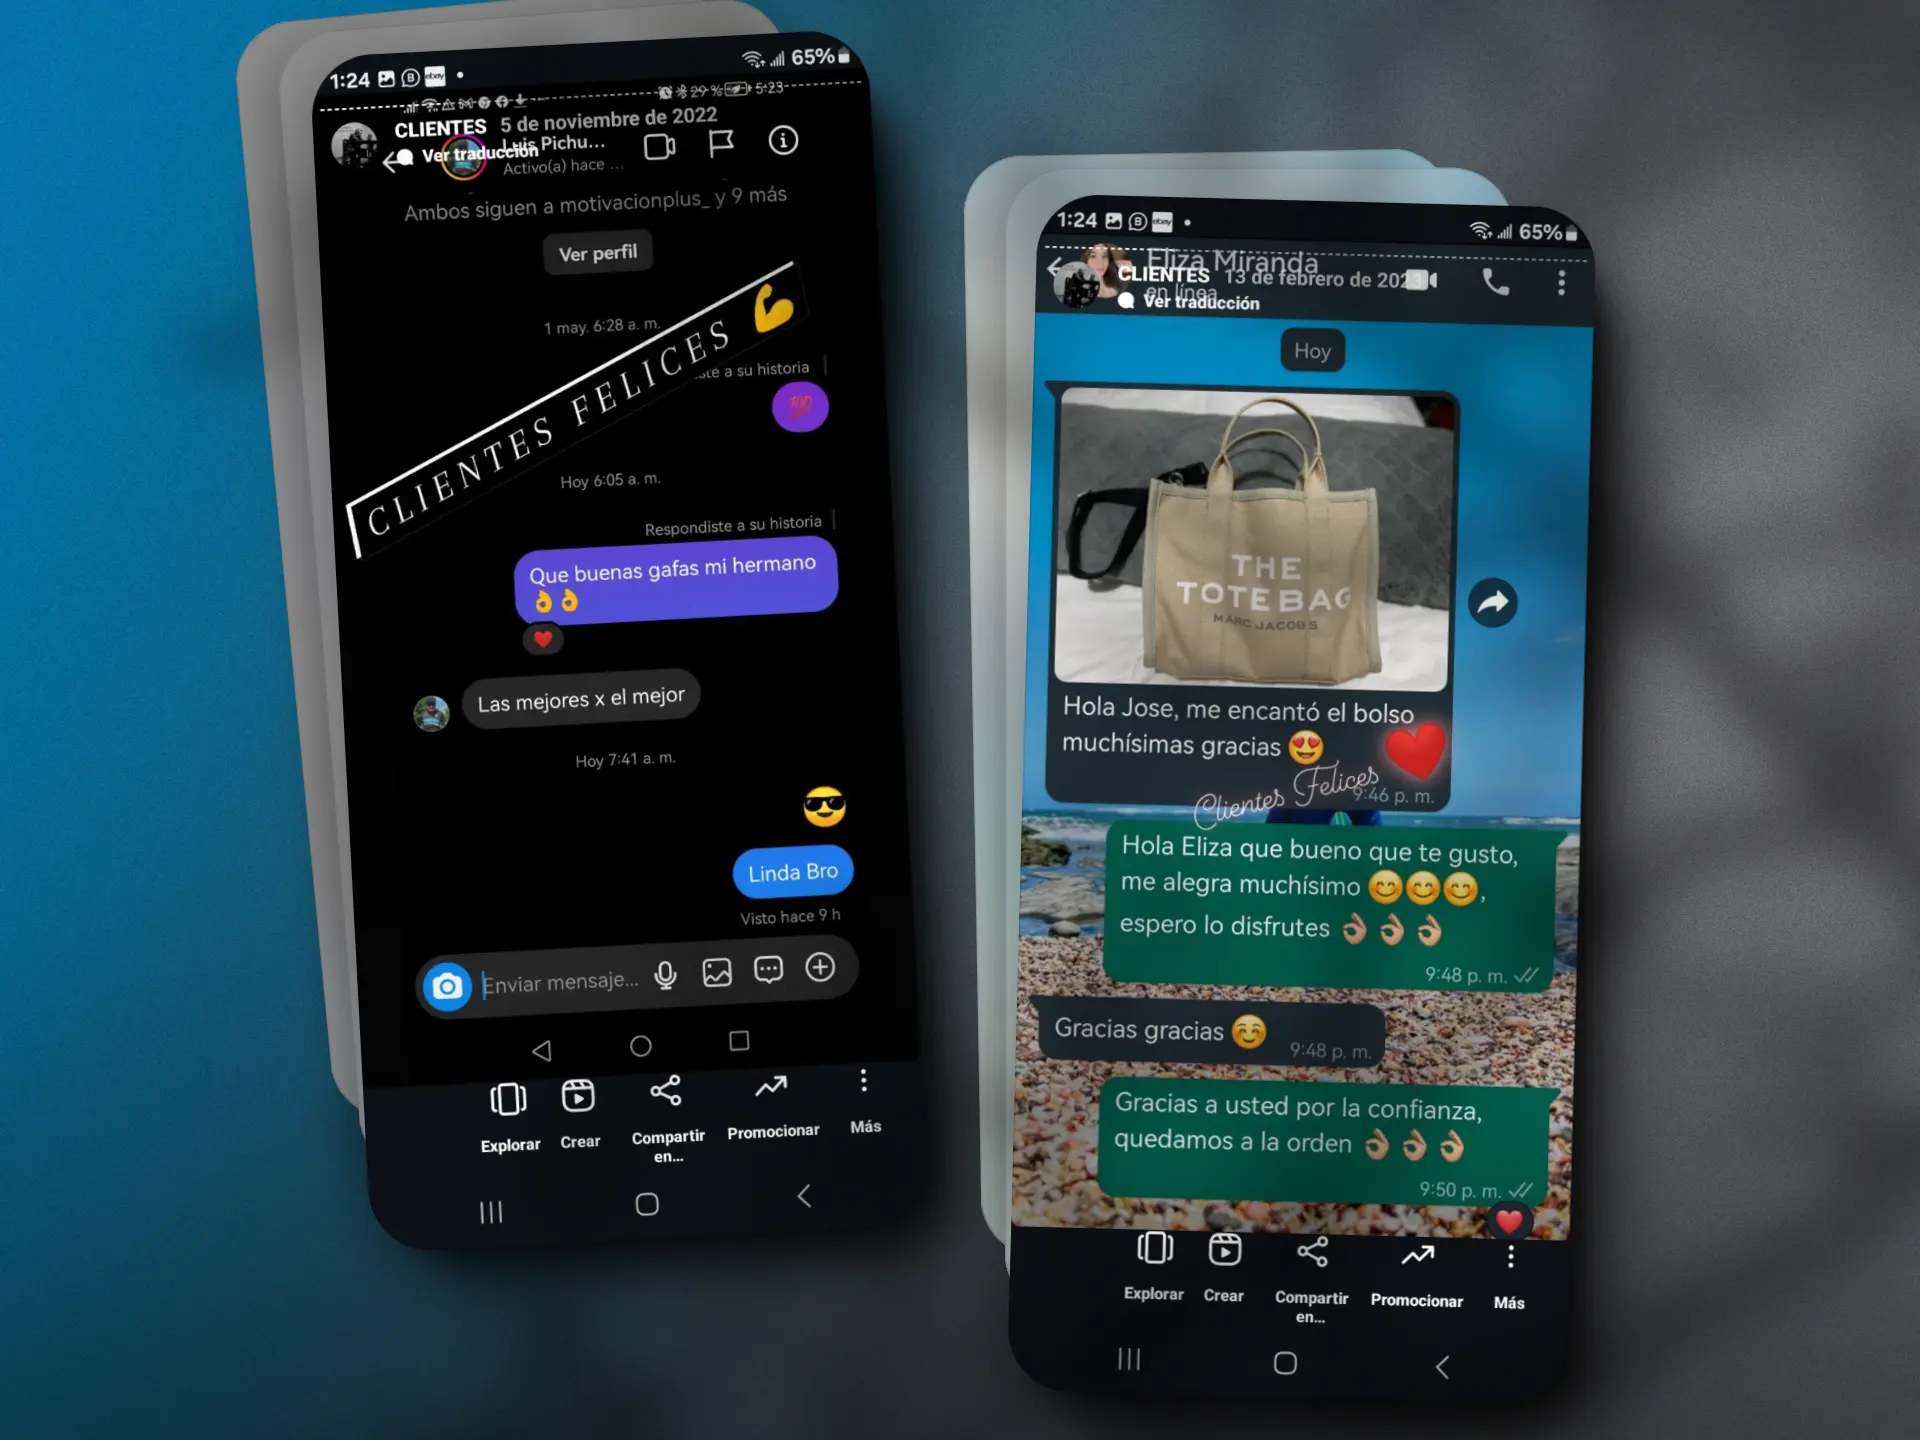 1:24 B ebay 65%
29 % 5:23
CLIENTES 5 de noviembre de 2022
Luis Pichu...
Ver traducción
Activo(a) hace ...
Ambos siguen a motivacionplus_ y 9 más
Ver perfil
1 may. 6:28 a. m.
CLIENTES FELICES 💪
a su historia
💯
Hoy 6:05 a. m.
Respondiste a su historia
Que buenas gafas mi hermano
👌👌
❤️
Las mejores x el mejor
Hoy 7:41 a. m.
😎
Linda Bro
Visto hace 9 h
Enviar mensaje...
Explorar
Crear
Compartir
en...
Promocionar
Más
1:24 B ebay 65%
Eliza Miranda
CLIENTES 13 de febrero de 2023
en línea
Ver traducción
Hoy
THE
TOTE BAG
MARC JACOBS
Hola Jose, me encantó el bolso
muchísimas gracias 😍
❤️
Clientes Felices
9:46 p. m.
Hola Eliza que bueno que te gusto,
me alegra muchísimo 😊😊😊,
espero lo disfrutes 👌🏼👌🏼👌🏼
9:48 p. m.
Gracias gracias ☺️
9:48 p. m.
Gracias a usted por la confianza,
quedamos a la orden 👌🏼👌🏼👌🏼
9:50 p. m.
❤️
Explorar
Crear
Compartir
en...
Promocionar
Más